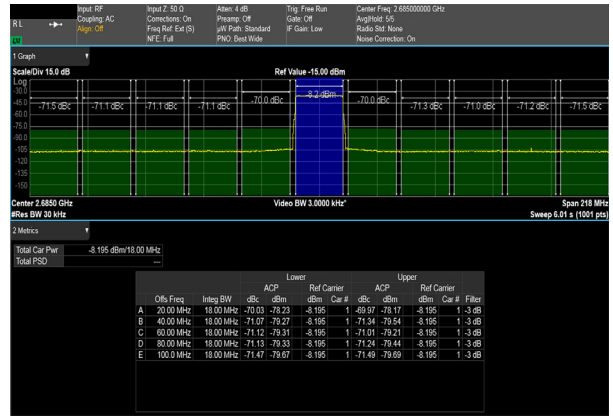 Input: RF Input Z: 50 Ω Atten: 4 dB Trig: Free Run Center Freq: 2.685000000 GHz
R L Coupling: AC Corrections: On Preamp: Off Gate: Off Avg|Hold: 5/5
Align: Off Freq Ref: Ext (S) µW Path: Standard IF Gain: Low Radio Std: None
LXI NFE: Full PNO: Best Wide Noise Correction: On
1 Graph
Scale/Div 15.0 dB Ref Value -15.00 dBm
Log
-30.0 -8.2 dBm
-45.0 -71.5 dBc -71.1 dBc -71.1 dBc -71.1 dBc -70.0 dBc -70.0 dBc -71.3 dBc -71.0 dBc -71.2 dBc -71.5 dBc
-60.0
-75.0
-90.0
-105
-120
-135
-150
Center 2.6850 GHz Video BW 3.0000 kHz* Span 218 MHz
#Res BW 30 kHz Sweep 6.01 s (1001 pts)
2 Metrics
Total Car Pwr -8.195 dBm/18.00 MHz
Total PSD ---
Lower Upper
ACP Ref Carrier ACP Ref Carrier
Offs Freq Integ BW dBc dBm dBm Car # dBc dBm dBm Car # Filter
A 20.00 MHz 18.00 MHz -70.03 -78.23 -8.195 1 -69.97 -78.17 -8.195 1 -3 dB
B 40.00 MHz 18.00 MHz -71.07 -79.27 -8.195 1 -71.34 -79.54 -8.195 1 -3 dB
C 60.00 MHz 18.00 MHz -71.12 -79.31 -8.195 1 -71.01 -79.21 -8.195 1 -3 dB
D 80.00 MHz 18.00 MHz -71.13 -79.33 -8.195 1 -71.24 -79.44 -8.195 1 -3 dB
E 100.0 MHz 18.00 MHz -71.47 -79.67 -8.195 1 -71.49 -79.69 -8.195 1 -3 dB